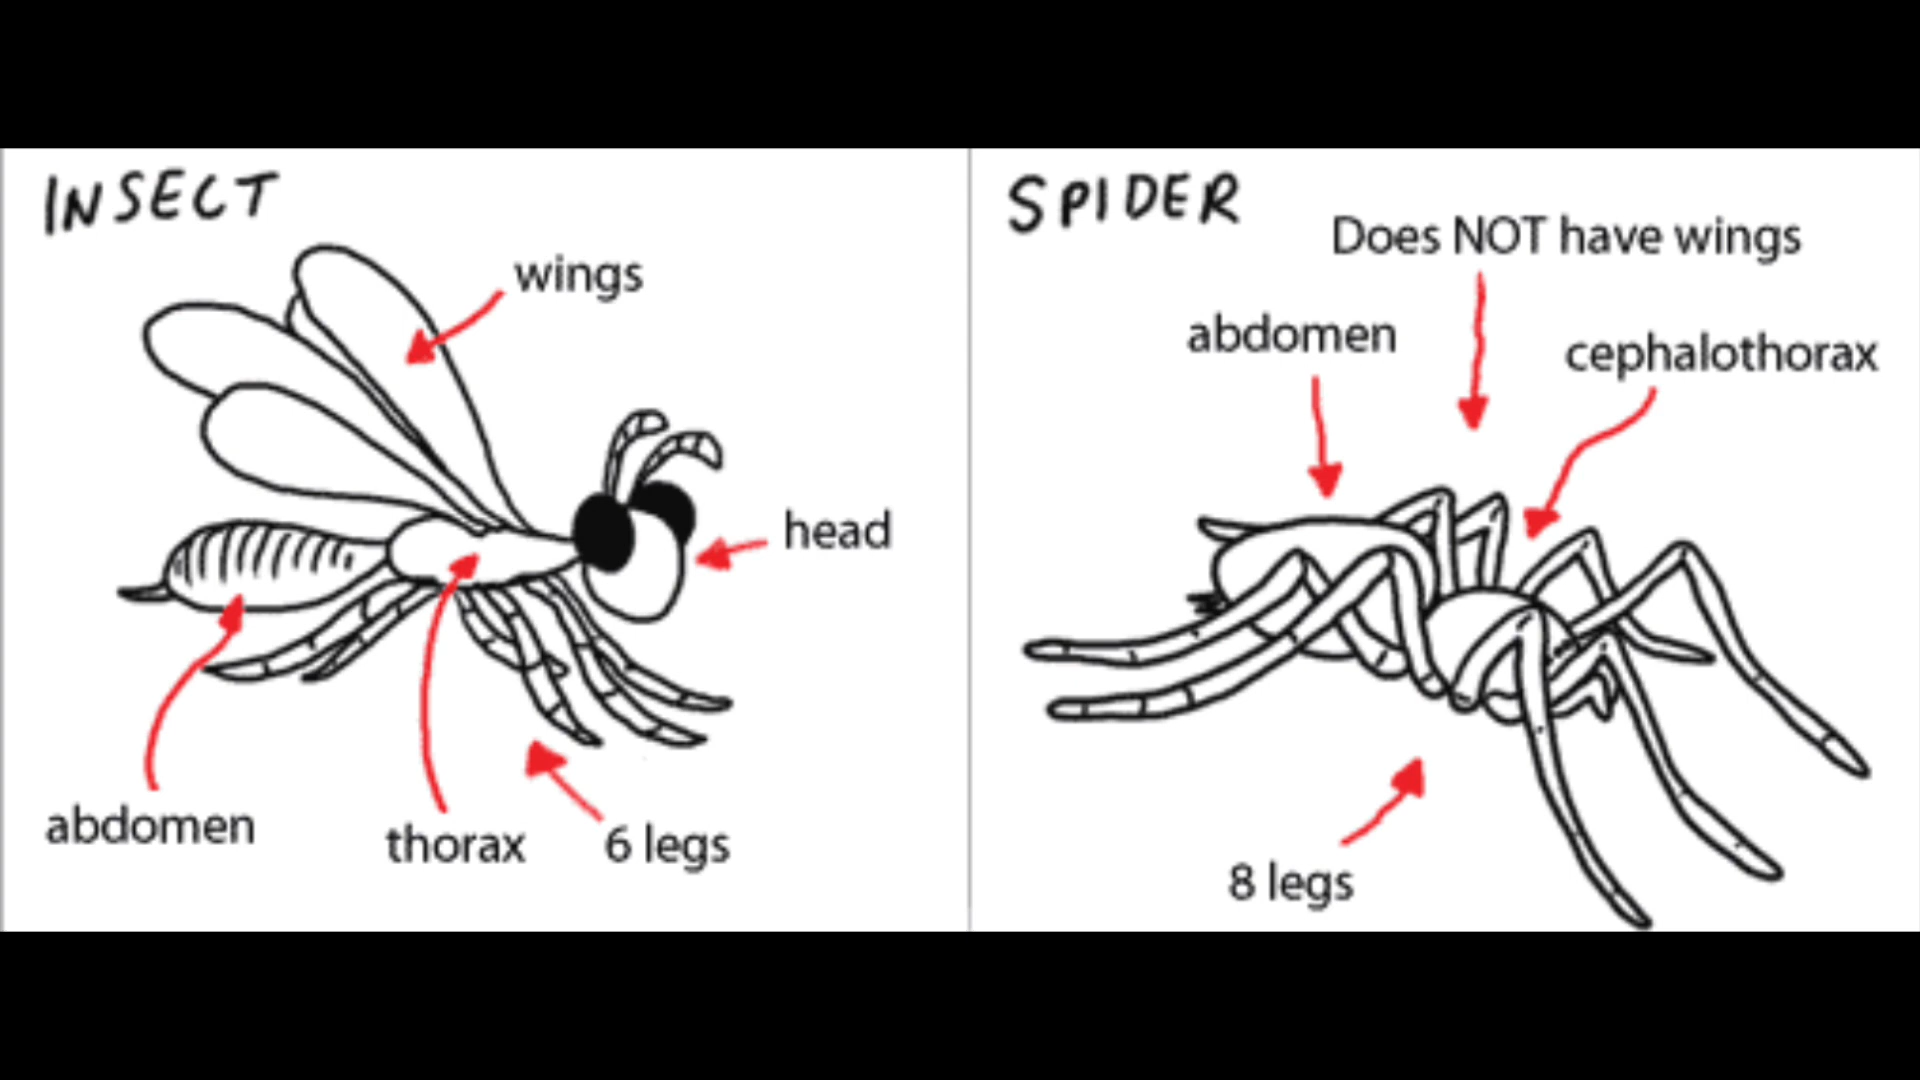 INSECT
wings
head
abdomen
thorax
6 legs
SPIDER
Does NOT have wings
abdomen
cephalothorax
8 legs